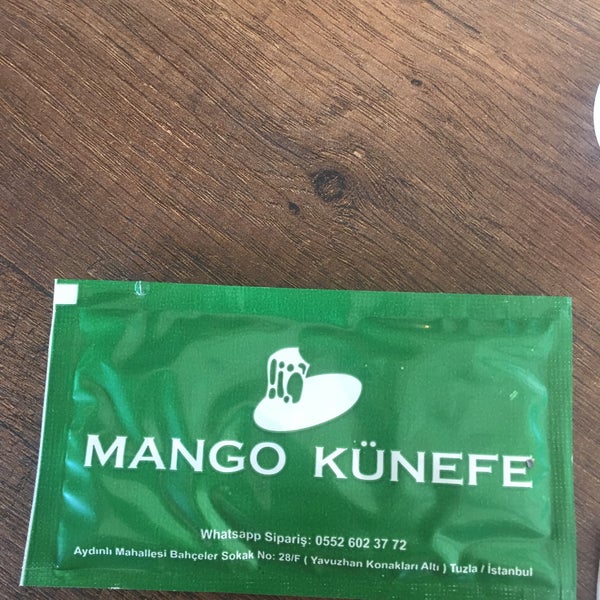 MANGO KÜNEFE
Whatsapp Sipariş: 0552 602 37 72
Aydınlı Mahallesi Bahçeler Sokak No: 28/F ( Yavuzhan Konakları Altı ) Tuzla / İstanbul